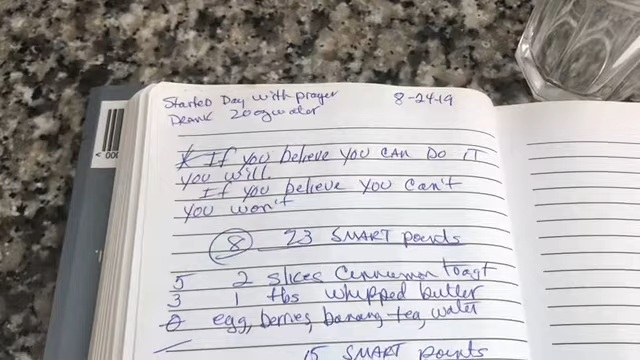 Started Day with prayer 8-24-19
Drank 20oz water
* If you believe you can do it
you will.
If you believe you can't
you won't
8 23 SMART points
5 2 slices Cinnamon toast
3 1 tbs whipped butter
0 egg, berries, banana, tea, water
15 SMART points
< 000